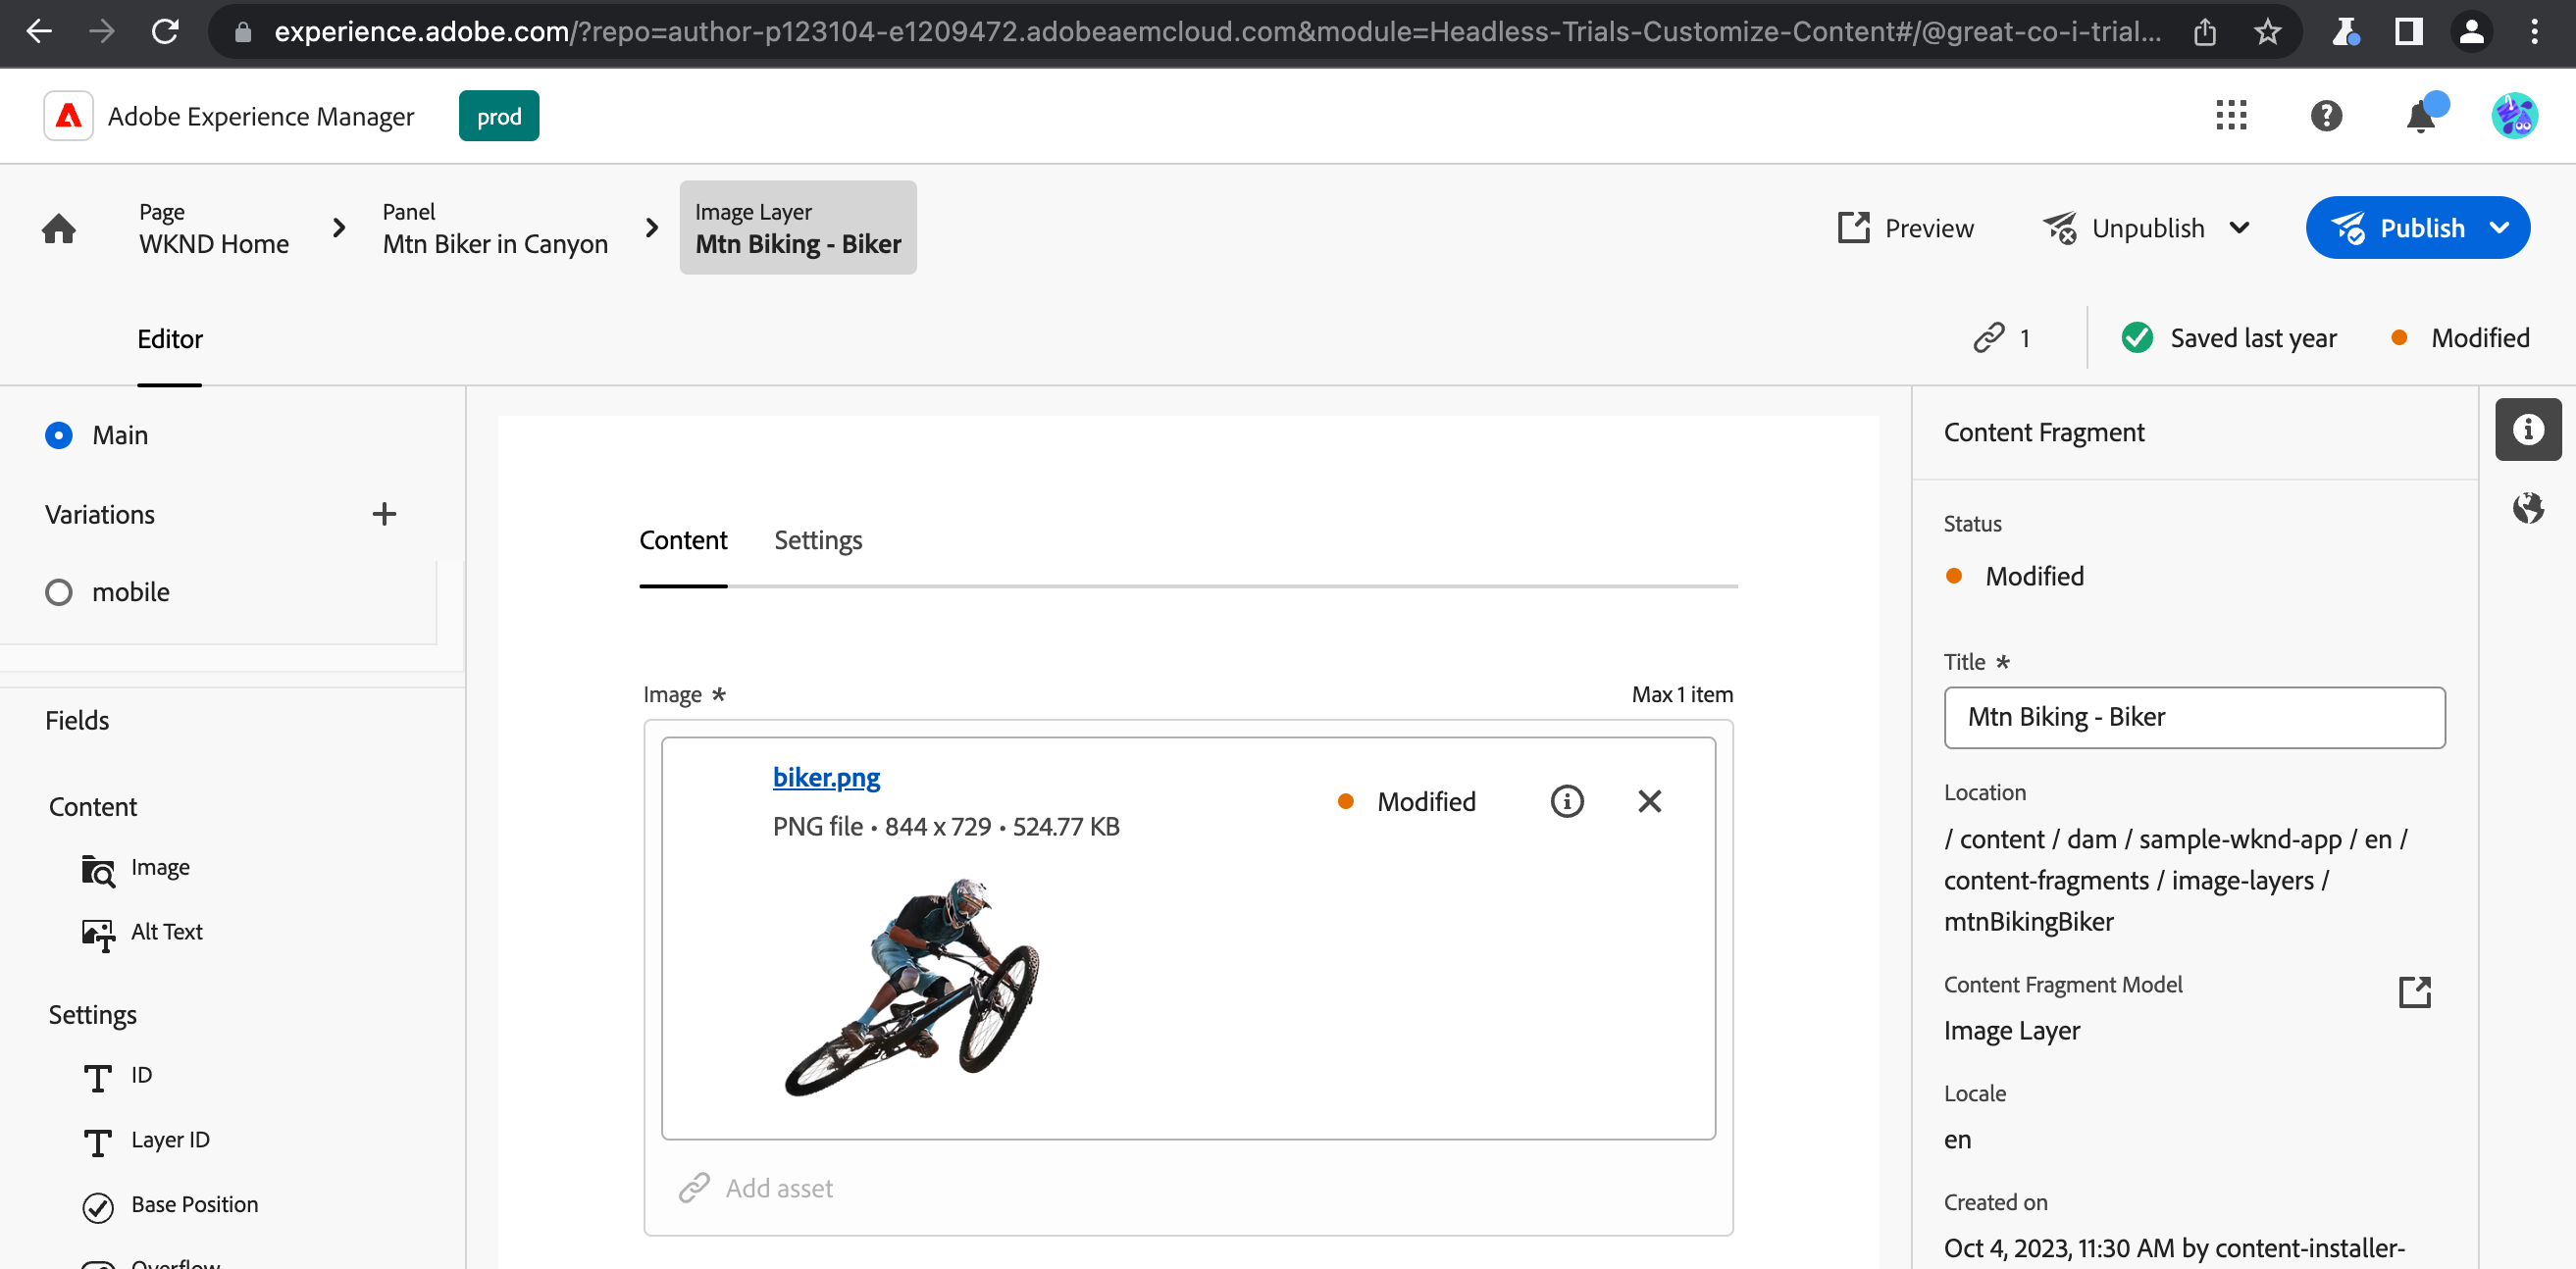 experience.adobe.com/?repo=author-p123104-e1209472.adobeaemcloud.com&module=Headless-Trials-Customize-Content#/@great-co-i-trial...
Adobe Experience Manager
prod
Page
WKND Home
Panel
Mtn Biker in Canyon
Image Layer
Mtn Biking - Biker
Preview
Unpublish
Publish
Editor
1
Saved last year
Modified
Main
Variations
mobile
Fields
Content
Image
Alt Text
Settings
ID
Layer ID
Base Position
Overflow
Content
Settings
Image *
Max 1 item
biker.png
PNG file • 844 x 729 • 524.77 KB
Modified
Add asset
Content Fragment
Status
Modified
Title *
Mtn Biking - Biker
Location
/ content / dam / sample-wknd-app / en /
content-fragments / image-layers /
mtnBikingBiker
Content Fragment Model
Image Layer
Locale
en
Created on
Oct 4, 2023, 11:30 AM by content-installer-